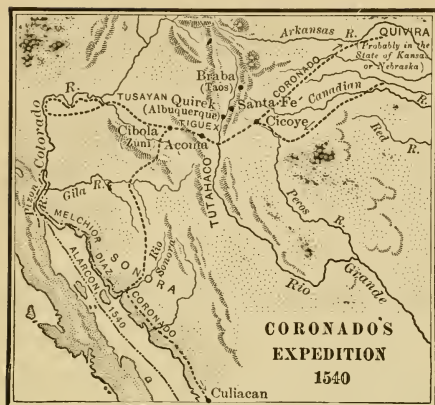 Arkansas R.
QUIVIRA
(Probably in the
State of Kansas
or Nebraska)
Braba
(Taos)
CORONADO
R.
TUSAYAN
Quirek
(Albuquerque)
Santa-Fe
Canadian
R.
TIGUEX
Cibola
(Zuni)
Acoma
Cicoye
Colorado
Red
R.
Gila R.
TUTAHACO
Pecos
R.
MELCHIOR DIAZ
SONORA
Rio
Sonora
ALARCON 1540
CORONADO
Rio
Grande
CORONADO'S
EXPEDITION
1540
Culiacan